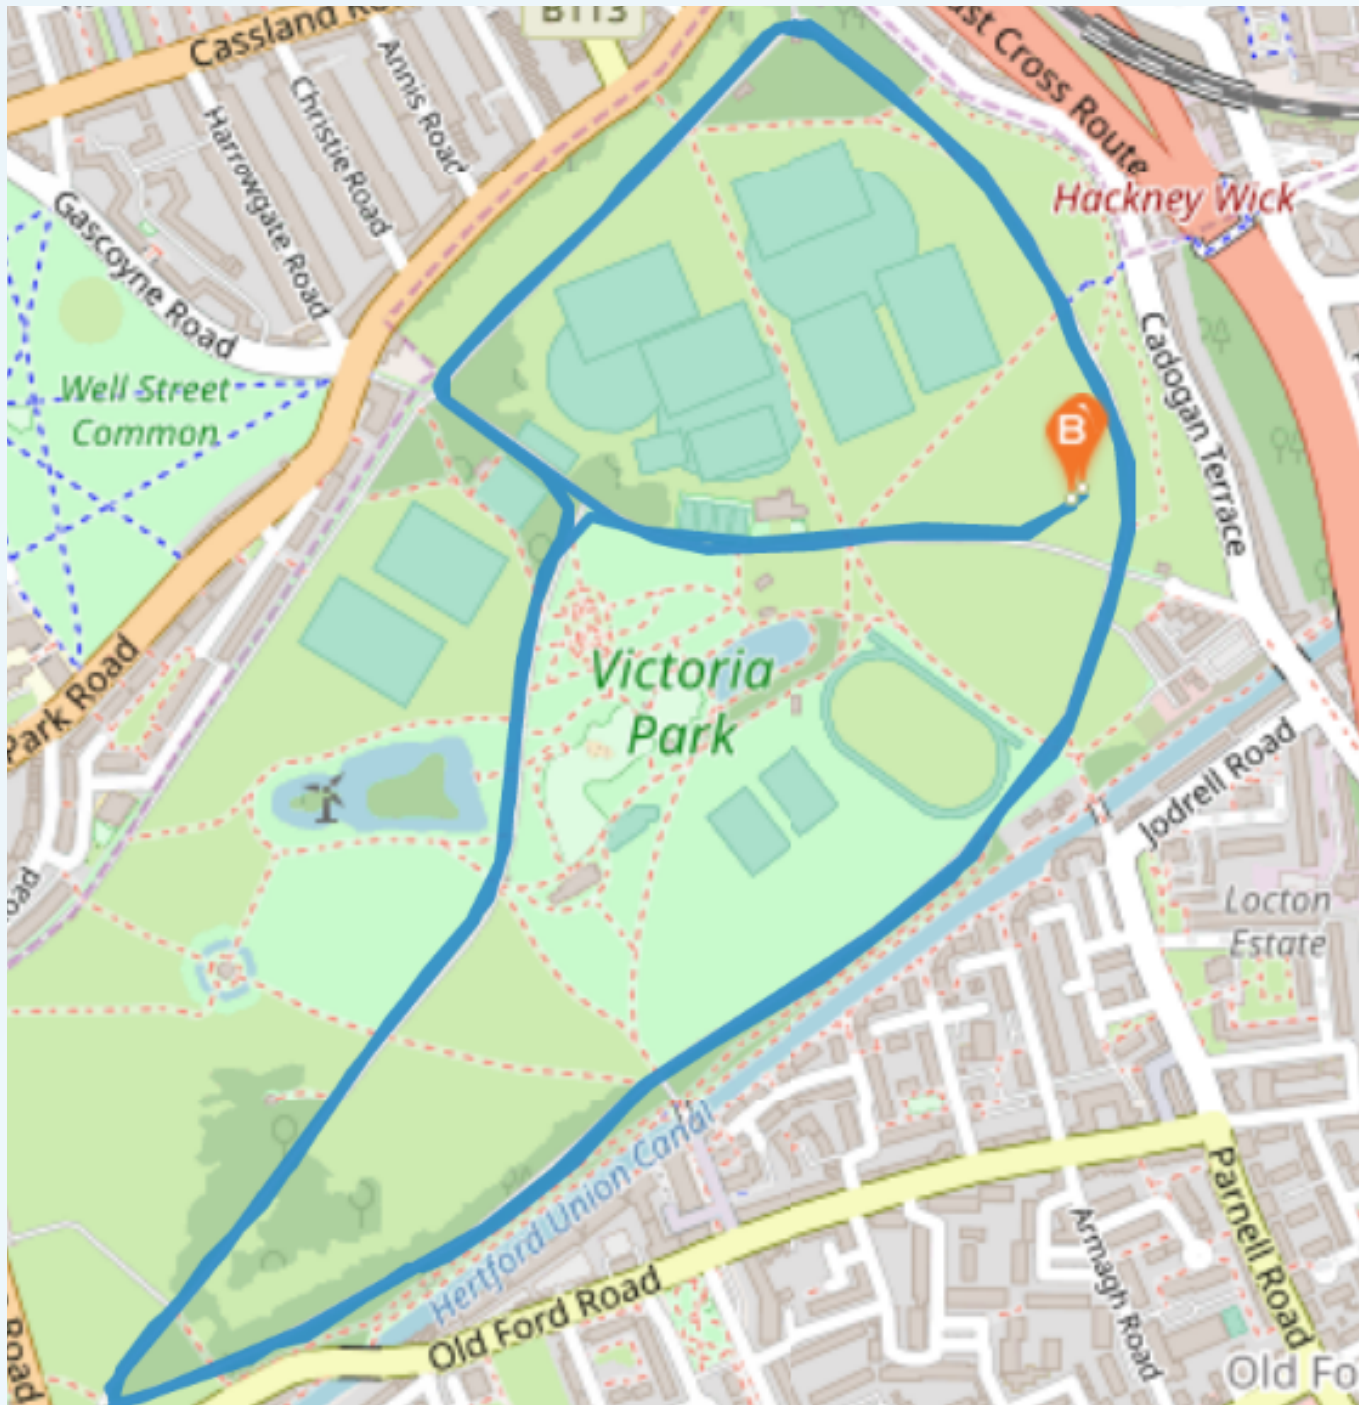 Cassland Ro
B113
Annis Road
Christie Road
Harrowgate Road
Gascoyne Road
East Cross Route
Hackney Wick
Well Street
Common
Cadogan Terrace
B
Park Road
Victoria
Park
Jodrell Road
oad
Locton
Estate
Hertford Union Canal
Old Ford Road
Armagh Road
Parnell Road
Road
Old Fo